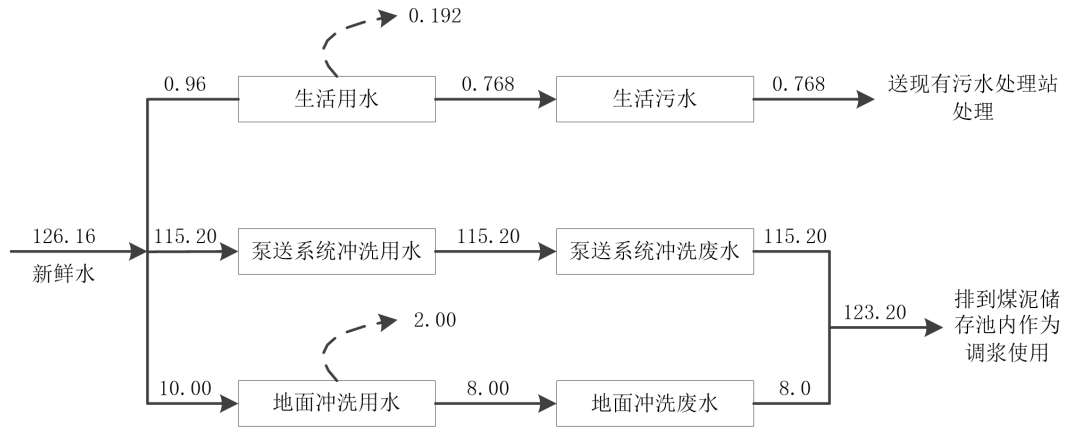 0.192
0.96
生活用水
0.768
生活污水
0.768
送现有污水处理站
处理
126.16
新鲜水
115.20
泵送系统冲洗用水
115.20
泵送系统冲洗废水
115.20
123.20
排到煤泥储
存池内作为
调浆使用
2.00
10.00
地面冲洗用水
8.00
地面冲洗废水
8.0